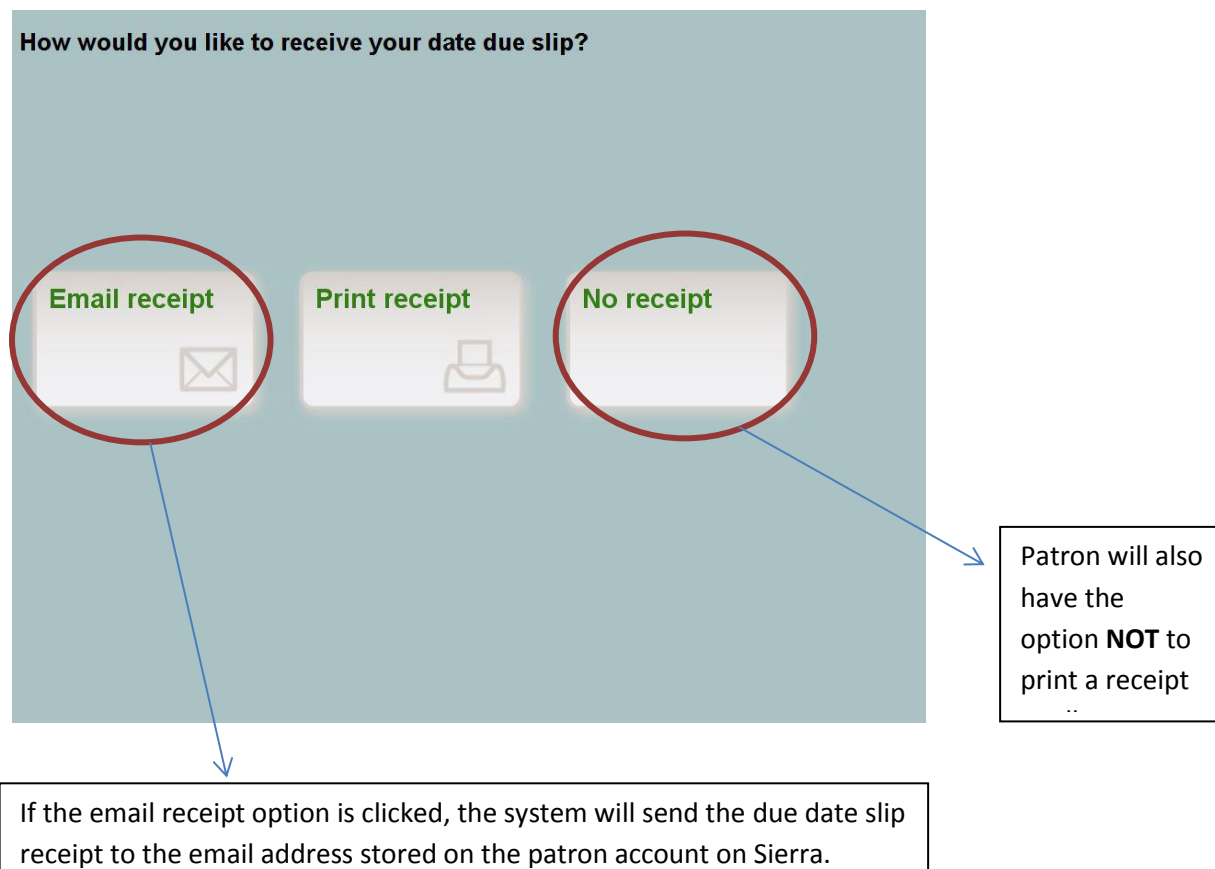 How would you like to receive your date due slip?
Email receipt
Print receipt
No receipt
Patron will also
have the
option NOT to
print a receipt
If the email receipt option is clicked, the system will send the due date slip
receipt to the email address stored on the patron account on Sierra.